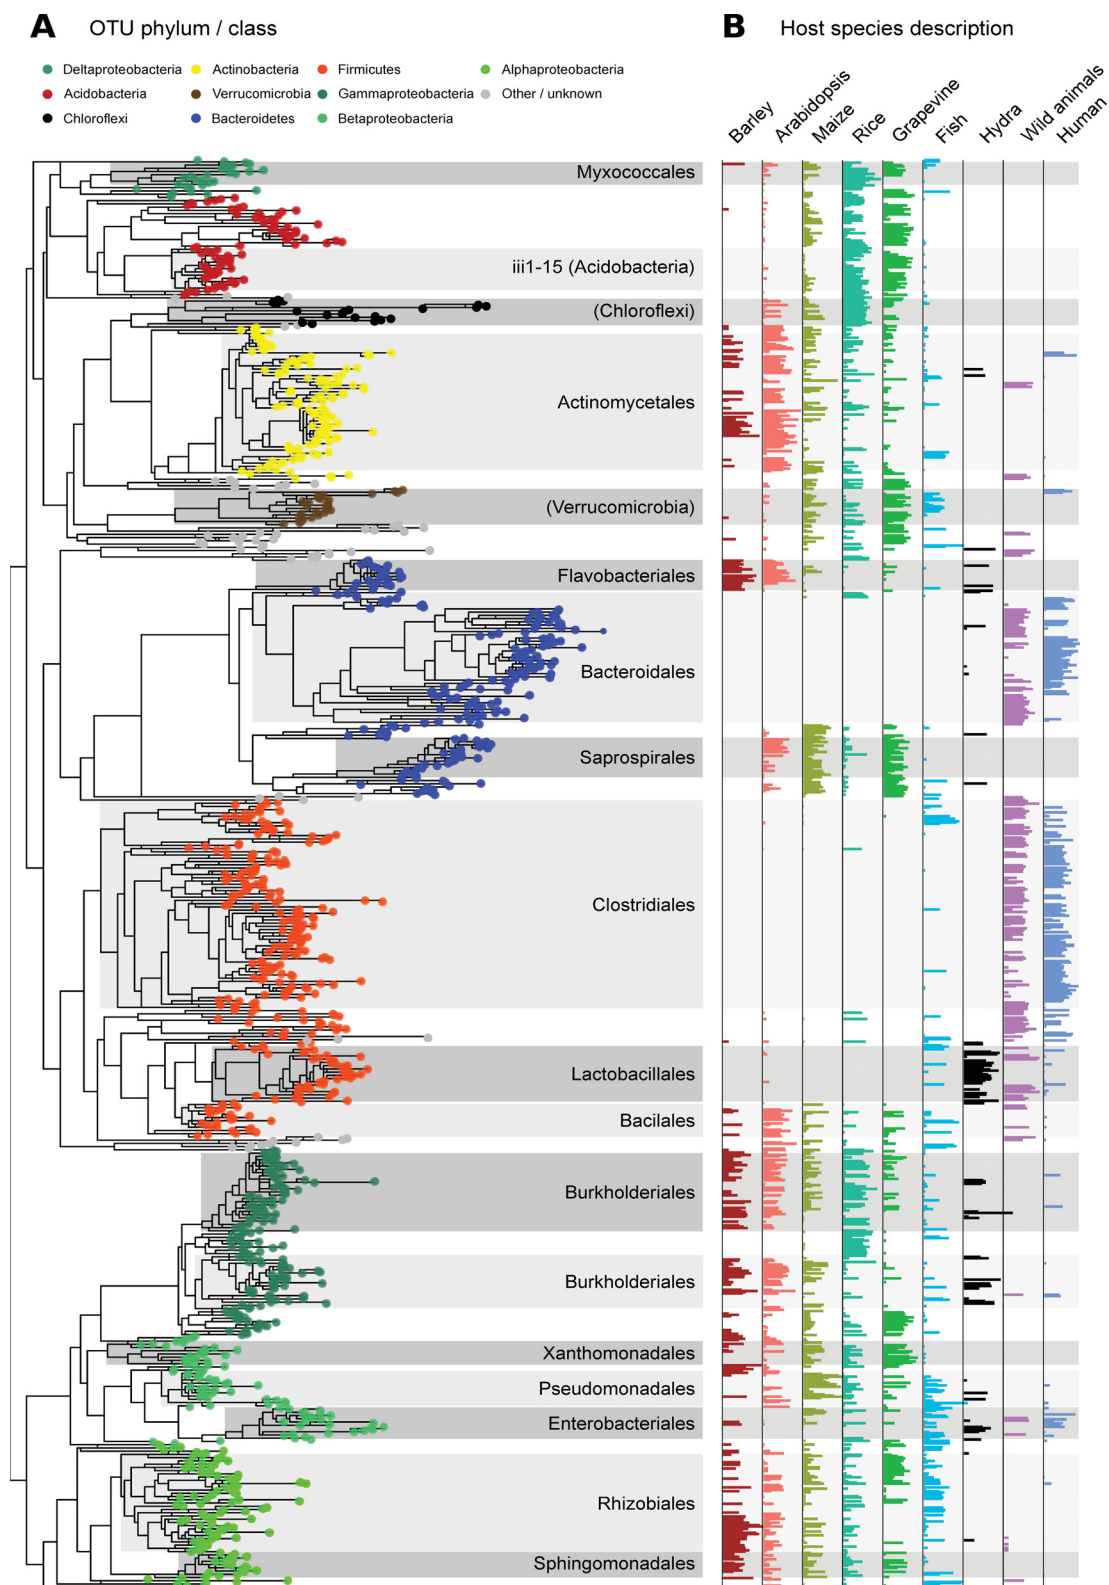 A OTU phylum / class
B Host species description
Deltaproteobacteria Actinobacteria Firmicutes Alphaproteobacteria
Acidobacteria Verrucomicrobia Gammaproteobacteria Other / unknown
Chloroflexi Bacteroidetes Betaproteobacteria
Barley Arabidopsis Maize Rice Grapevine Fish Hydra Wild animals Human
Myxococcales
iii1-15 (Acidobacteria)
(Chloroflexi)
Actinomycetales
(Verrucomicrobia)
Flavobacteriales
Bacteroidales
Saprospirales
Clostridiales
Lactobacillales
Bacilales
Burkholderiales
Burkholderiales
Xanthomonadales
Pseudomonadales
Enterobacteriales
Rhizobiales
Sphingomonadales